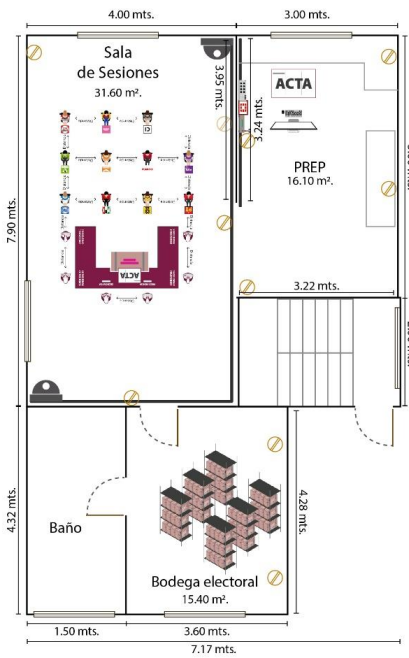 4.00 mts.
3.00 mts.
Sala
de Sesiones
31.60 m².
3.95 mts.
3.24 mts.
ACTA
PREP
16.10 m².
7.90 mts.
ACTA
3.22 mts.
4.32 mts.
Baño
4.28 mts.
Bodega electoral
15.40 m².
1.50 mts.
3.60 mts.
7.17 mts.